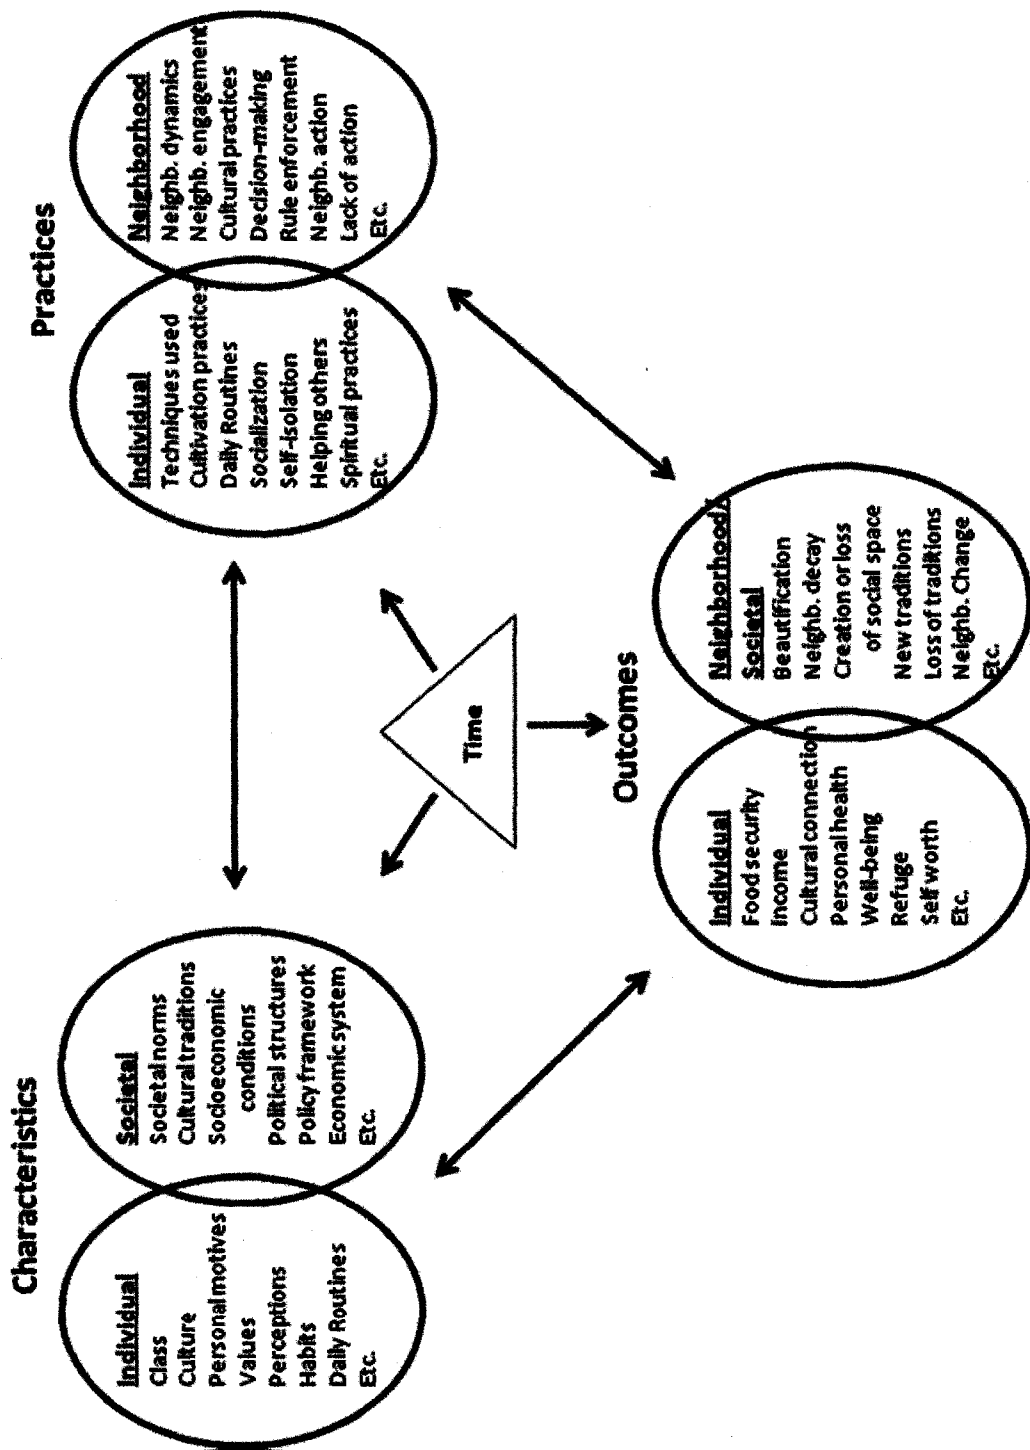 Characteristics
Individual
Class
Culture
Personal motives
Values
Perceptions
Habits
Daily Routines
Etc.
Societal
Societal norms
Cultural traditions
Socioeconomic
conditions
Political structures
Policy framework
Economic system
Etc.
Practices
Individual
Techniques used
Cultivation practices
Daily Routines
Socialization
Self-isolation
Helping others
Spiritual practices
Etc.
Neighborhood
Neighb. dynamics
Neighb. engagement
Cultural practices
Decision-making
Rule enforcement
Neighb. action
Lack of action
Etc.
Time
Outcomes
Individual
Food security
Income
Cultural connection
Personal health
Well-being
Refuge
Self worth
Etc.
Neighborhood/
Societal
Beautification
Neighb. decay
Creation or loss
of social space
New traditions
Loss of traditions
Neighb. Change
Etc.